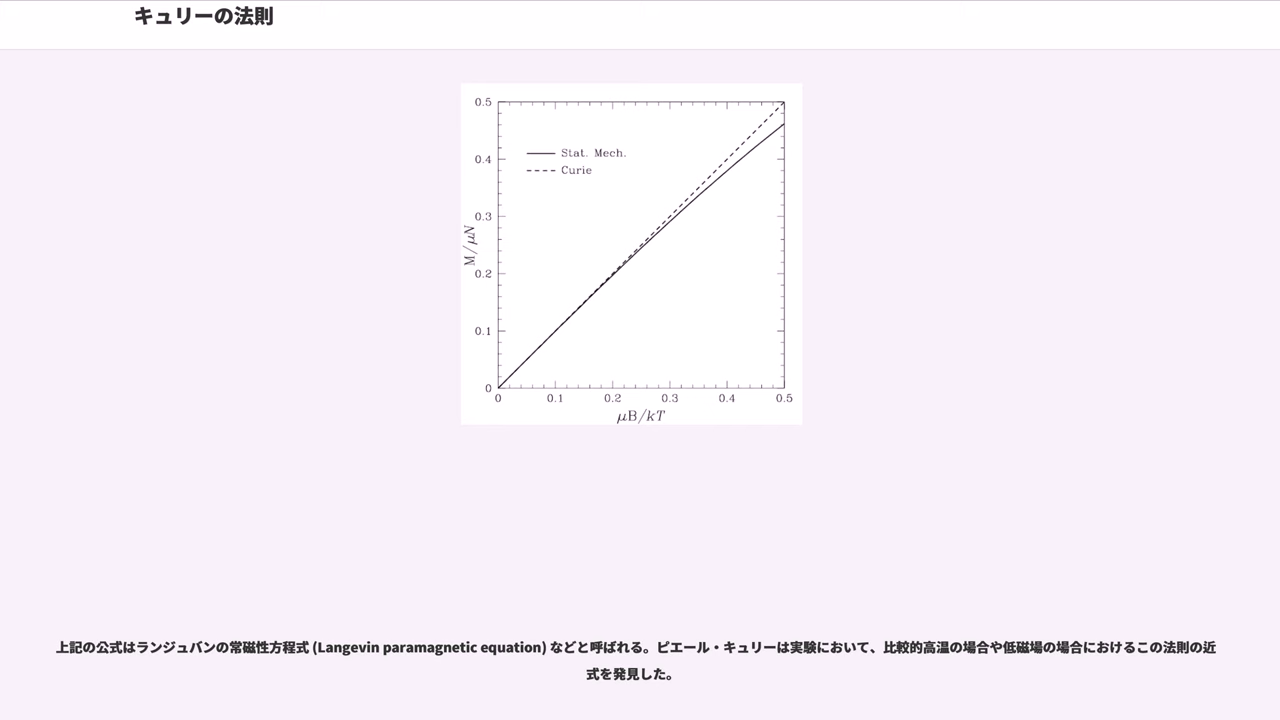 キュリーの法則
0.5
Stat. Mech.
0.4
Curie
0.3
M/μN
0.2
0.1
0
0 0.1 0.2 0.3 0.4 0.5
μB/kT
上記の公式はランジュバンの常磁性方程式 (Langevin paramagnetic equation) などと呼ばれる。ピエール・キュリーは実験において、比較的高温の場合や低磁場の場合におけるこの法則の近
式を発見した。